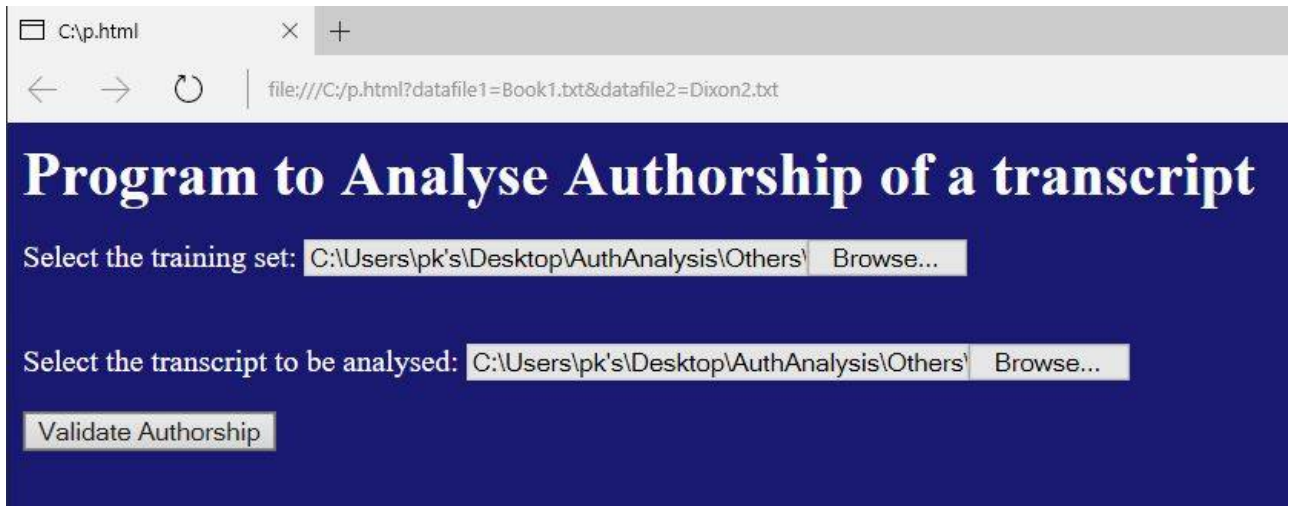 C:\p.html
file:///C:/p.html?datafile1=Book1.txt&datafile2=Dixon2.txt
Program to Analyse Authorship of a transcript
Select the training set: C:\Users\pk's\Desktop\AuthAnalysis\Others\ Browse...
Select the transcript to be analysed: C:\Users\pk's\Desktop\AuthAnalysis\Others\ Browse...
Validate Authorship